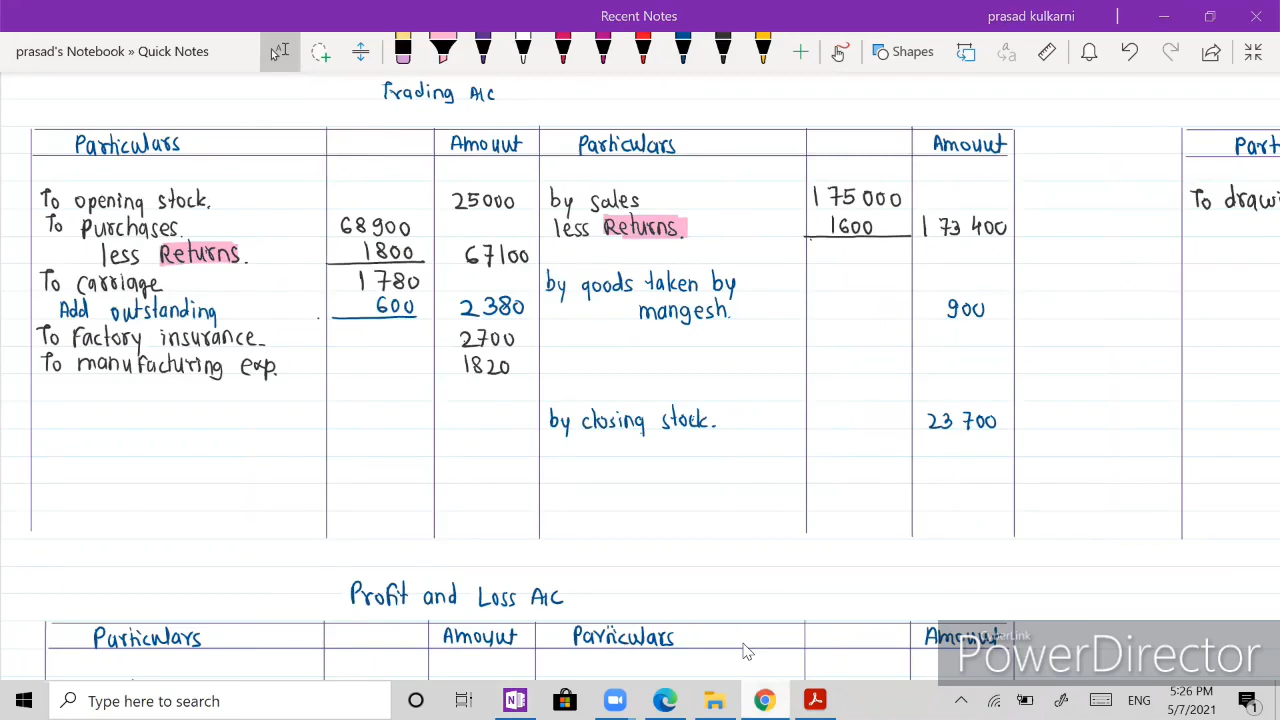 Recent Notes
prasad kulkarni
prasad's Notebook » Quick Notes
Shapes
Trading A/C
Particulars Amount Particulars Amount
Part
To opening stock. 25000 by sales 175000
To drawi
To purchases. 68900 less Returns. 1600 173400
less Returns. 1800 67100
To carriage 1780 by goods taken by
Add outstanding 600 2380 mangesh. 900
To factory insurance. 2700
To manufacturing exp. 1820
by closing stock. 23700
Profit and Loss A/C
Particulars Amount Particulars Amount
CyberLink
PowerDirector
Type here to search
ENG
5:26 PM
5/7/2021
1